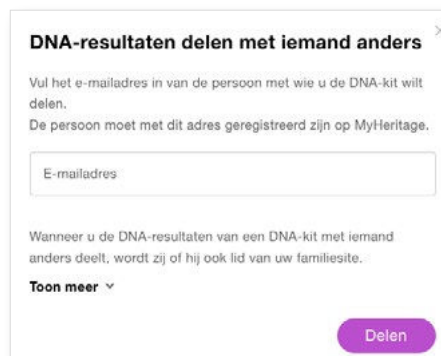 DNA-resultaten delen met iemand anders
Vul het e-mailadres in van de persoon met wie u de DNA-kit wilt
delen.
De persoon moet met dit adres geregistreerd zijn op MyHeritage.
E-mailadres
Wanneer u de DNA-resultaten van een DNA-kit met iemand
anders deelt, wordt zij of hij ook lid van uw familiesite.
Toon meer
Delen